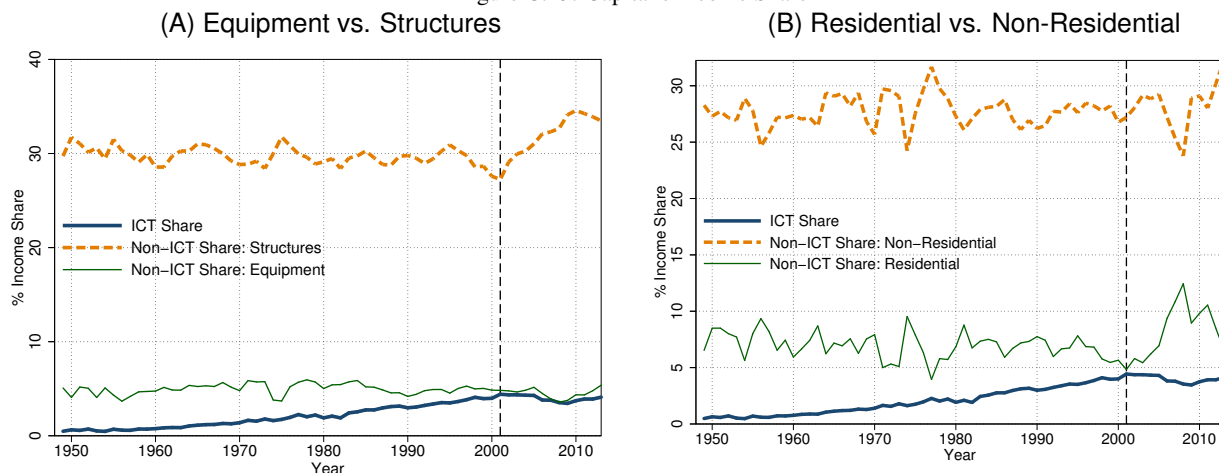 (A) Equipment vs. Structures
(B) Residential vs. Non-Residential
% Income Share
0 10 20 30 40
ICT Share
Non-ICT Share: Structures
Non-ICT Share: Equipment
1950 1960 1970 1980 1990 2000 2010
Year
% Income Share
0 5 10 15 20 25 30
ICT Share
Non-ICT Share: Non-Residential
Non-ICT Share: Residential
1950 1960 1970 1980 1990 2000 2010
Year